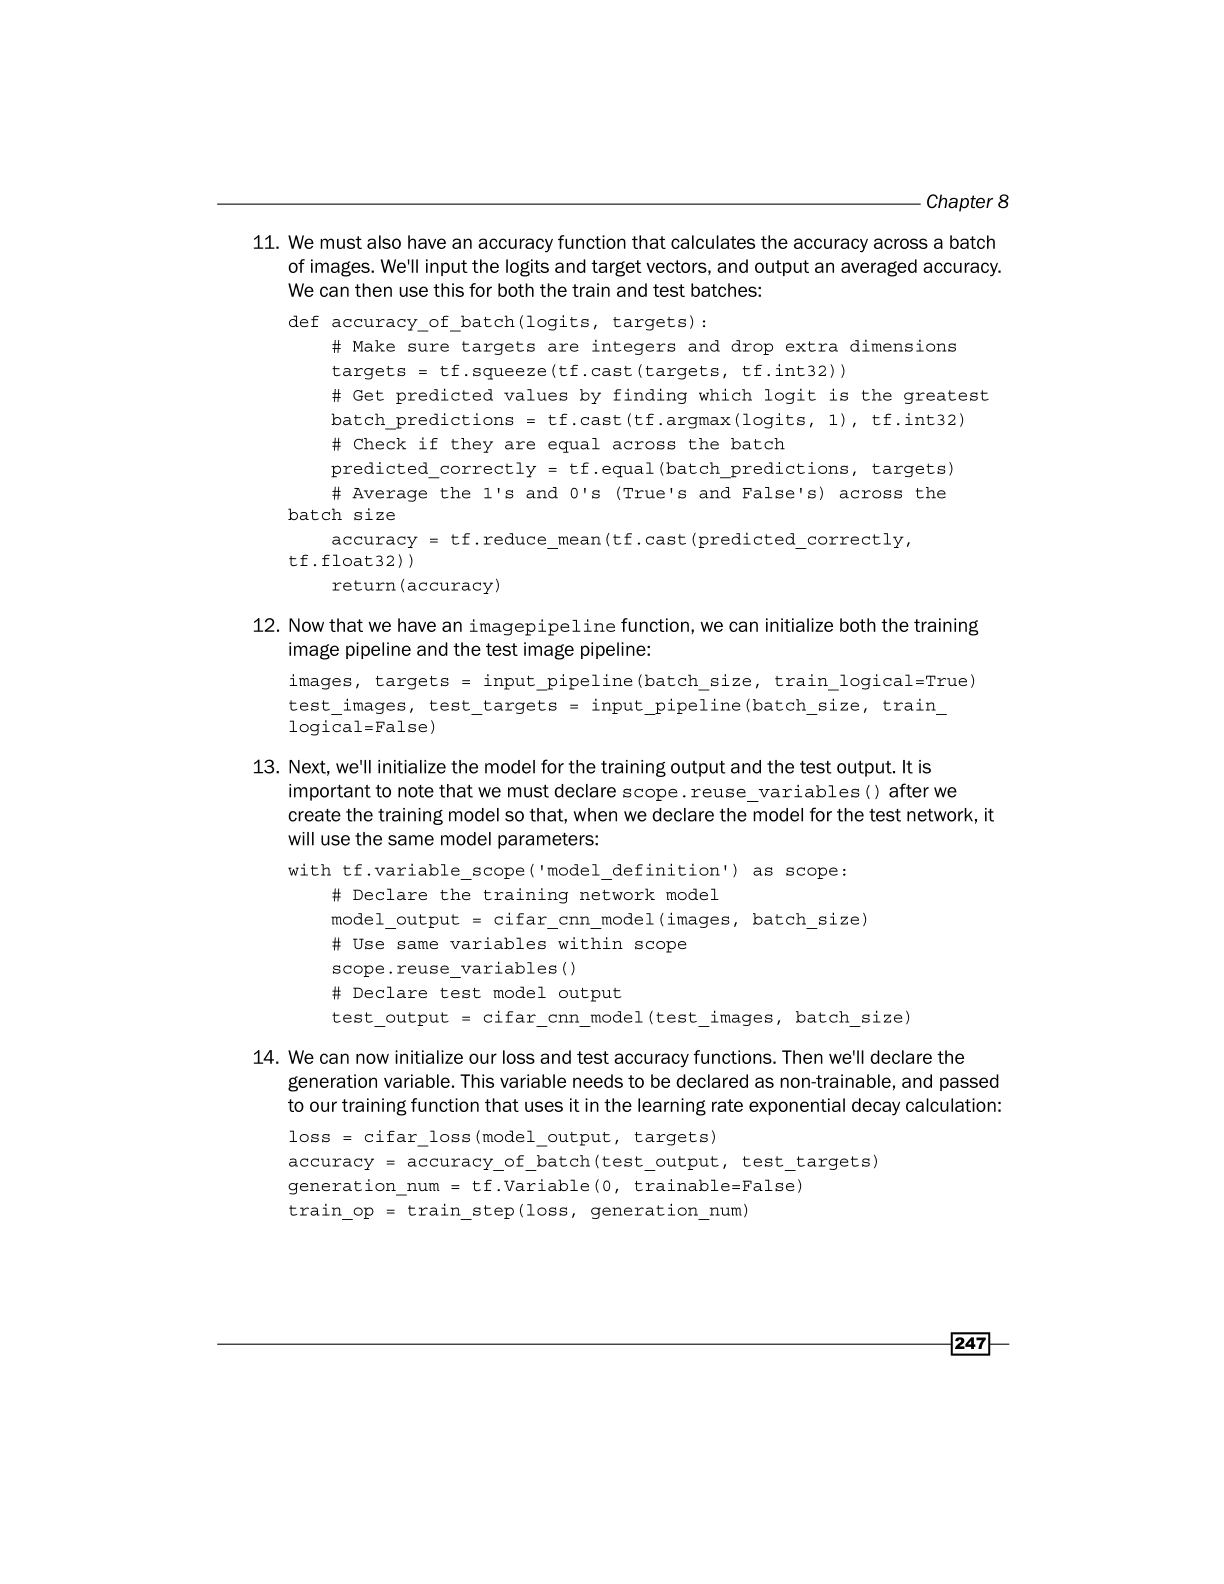 Chapter 8
11. We must also have an accuracy function that calculates the accuracy across a batch
of images. We'll input the logits and target vectors, and output an averaged accuracy.
We can then use this for both the train and test batches:
def accuracy_of_batch(logits, targets):
    # Make sure targets are integers and drop extra dimensions
    targets = tf.squeeze(tf.cast(targets, tf.int32))
    # Get predicted values by finding which logit is the greatest
    batch_predictions = tf.cast(tf.argmax(logits, 1), tf.int32)
    # Check if they are equal across the batch
    predicted_correctly = tf.equal(batch_predictions, targets)
    # Average the 1's and 0's (True's and False's) across the
batch size
    accuracy = tf.reduce_mean(tf.cast(predicted_correctly,
tf.float32))
    return(accuracy)
12. Now that we have an imagepipeline function, we can initialize both the training
image pipeline and the test image pipeline:
images, targets = input_pipeline(batch_size, train_logical=True)
test_images, test_targets = input_pipeline(batch_size, train_
logical=False)
13. Next, we'll initialize the model for the training output and the test output. It is
important to note that we must declare scope.reuse_variables() after we
create the training model so that, when we declare the model for the test network, it
will use the same model parameters:
with tf.variable_scope('model_definition') as scope:
    # Declare the training network model
    model_output = cifar_cnn_model(images, batch_size)
    # Use same variables within scope
    scope.reuse_variables()
    # Declare test model output
    test_output = cifar_cnn_model(test_images, batch_size)
14. We can now initialize our loss and test accuracy functions. Then we'll declare the
generation variable. This variable needs to be declared as non-trainable, and passed
to our training function that uses it in the learning rate exponential decay calculation:
loss = cifar_loss(model_output, targets)
accuracy = accuracy_of_batch(test_output, test_targets)
generation_num = tf.Variable(0, trainable=False)
train_op = train_step(loss, generation_num)
247